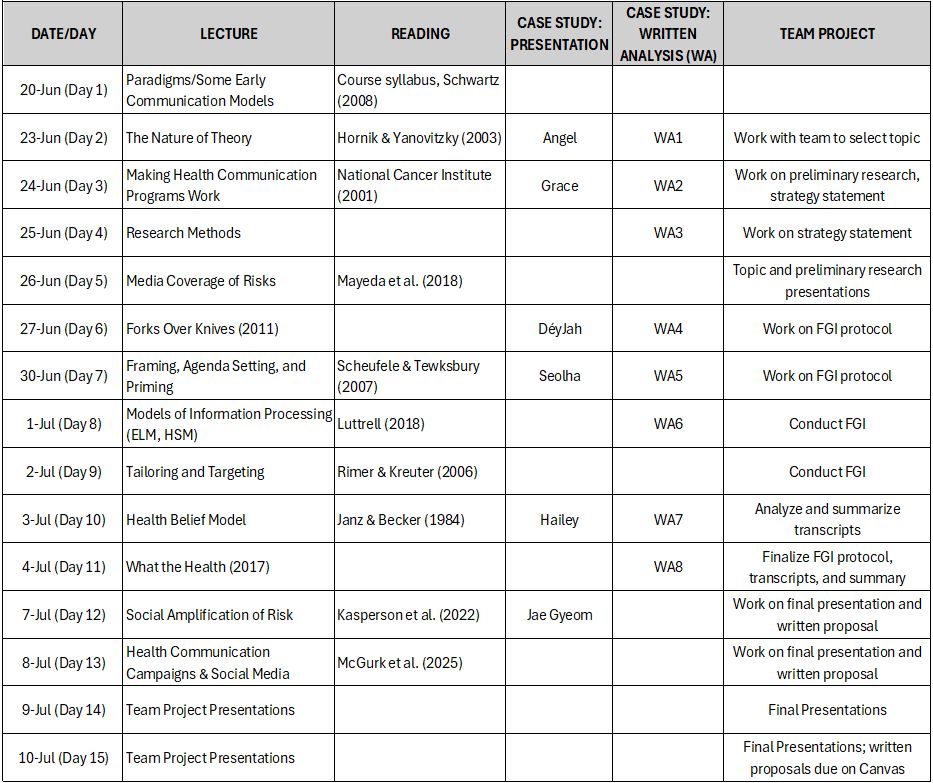 DATE/DAY LECTURE READING CASE STUDY: PRESENTATION CASE STUDY: WRITTEN ANALYSIS (WA) TEAM PROJECT
20-Jun (Day 1) Paradigms/Some Early Communication Models Course syllabus, Schwartz (2008)
23-Jun (Day 2) The Nature of Theory Hornik & Yanovitzky (2003) Angel WA1 Work with team to select topic
24-Jun (Day 3) Making Health Communication Programs Work National Cancer Institute (2001) Grace WA2 Work on preliminary research, strategy statement
25-Jun (Day 4) Research Methods WA3 Work on strategy statement
26-Jun (Day 5) Media Coverage of Risks Mayeda et al. (2018) Topic and preliminary research presentations
27-Jun (Day 6) Forks Over Knives (2011) DéyJah WA4 Work on FGI protocol
30-Jun (Day 7) Framing, Agenda Setting, and Priming Scheufele & Tewksbury (2007) Seolha WA5 Work on FGI protocol
1-Jul (Day 8) Models of Information Processing (ELM, HSM) Luttrell (2018) WA6 Conduct FGI
2-Jul (Day 9) Tailoring and Targeting Rimer & Kreuter (2006) Conduct FGI
3-Jul (Day 10) Health Belief Model Janz & Becker (1984) Hailey WA7 Analyze and summarize transcripts
4-Jul (Day 11) What the Health (2017) WA8 Finalize FGI protocol, transcripts, and summary
7-Jul (Day 12) Social Amplification of Risk Kasperson et al. (2022) Jae Gyeom Work on final presentation and written proposal
8-Jul (Day 13) Health Communication Campaigns & Social Media McGurk et al. (2025) Work on final presentation and written proposal
9-Jul (Day 14) Team Project Presentations Final Presentations
10-Jul (Day 15) Team Project Presentations Final Presentations; written proposals due on Canvas